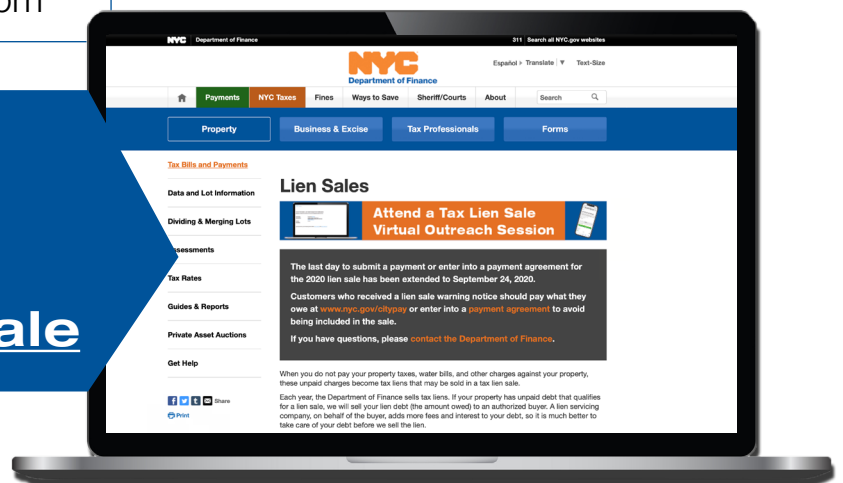 NYC Department of Finance
311 Search all NYC.gov websites
NYC
Department of Finance
Español Translate ▼ Text-Size
Payments NYC Taxes Fines Ways to Save Sheriff/Courts About Search
Property Business & Excise Tax Professionals Forms
Tax Bills and Payments
Data and Lot Information
Dividing & Merging Lots
Tax Rates
Guides & Reports
Private Asset Auctions
Get Help
Share
Print
Lien Sales
Attend a Tax Lien Sale
Virtual Outreach Session
The last day to submit a payment or enter into a payment agreement for
the 2020 lien sale has been extended to September 24, 2020.
Customers who received a lien sale warning notice should pay what they
owe at www.nyc.gov/citypay or enter into a payment agreement to avoid
being included in the sale.
If you have questions, please contact the Department of Finance.
When you do not pay your property taxes, water bills, and other charges against your property,
these unpaid charges become tax liens that may be sold in a tax lien sale.
Each year, the Department of Finance sells tax liens. If your property has unpaid debt that qualifies
for a lien sale, we will sell your lien debt (the amount owed) to an authorized buyer. A lien servicing
company, on behalf of the buyer, adds more fees and interest to your debt, so it is much better to
take care of your debt before we sell the lien.